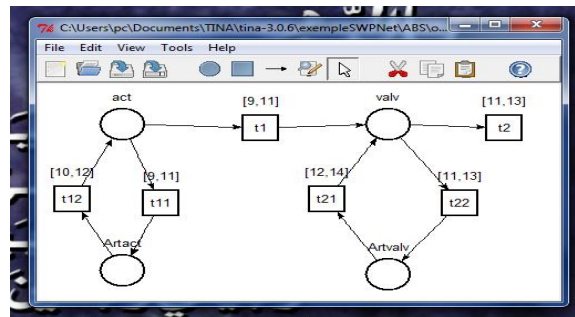 C:\Users\pc\Documents\TINA\tina-3.0.6\exempleSWPNet\ABS\o...
File Edit View Tools Help
act [9,11] valv [11,13]
t1 t2
[10,12] [9,11] [12,14] [11,13]
t12 t11 t21 t22
Artact Artvalv